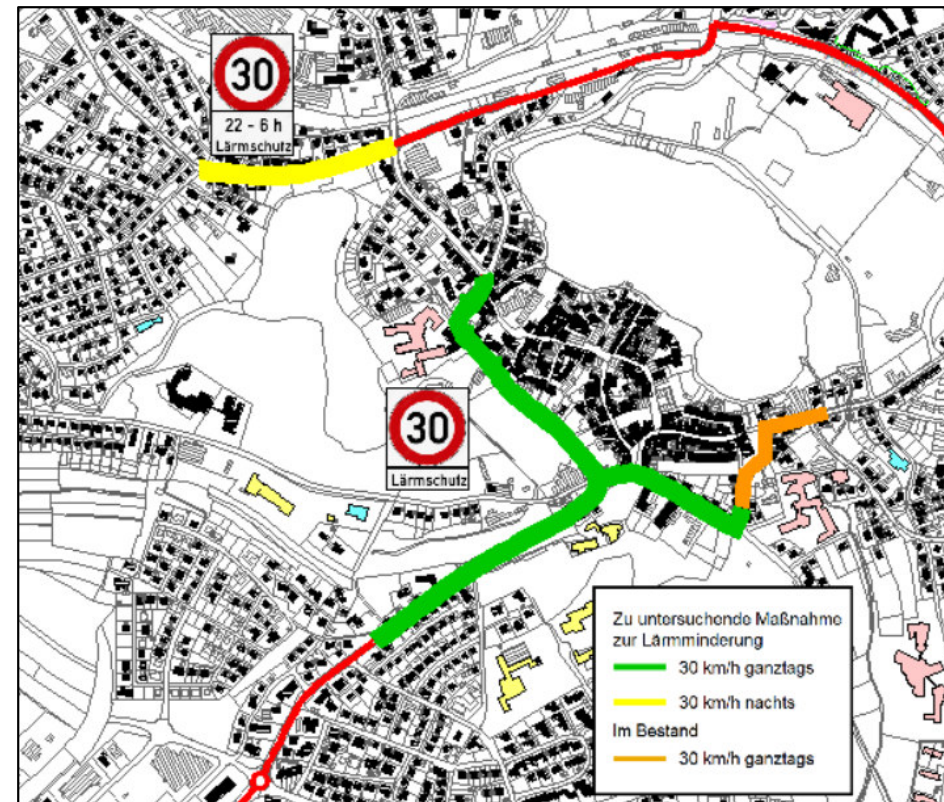 30
22 - 6 h
Lärmschutz
30
Lärmschutz
Zu untersuchende Maßnahme
zur Lärmminderung
30 km/h ganztags
30 km/h nachts
Im Bestand
30 km/h ganztags